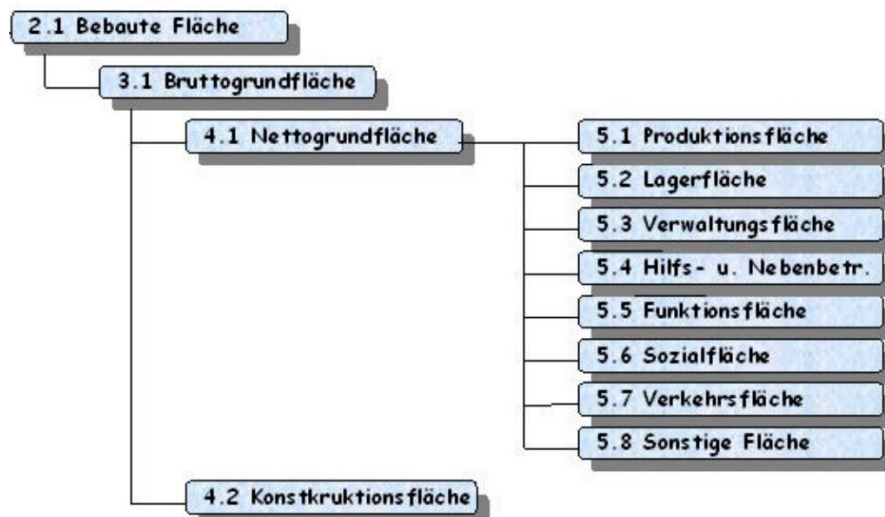 2.1 Bebaute Fläche
3.1 Bruttogrundfläche
4.1 Nettogrundfläche
5.1 Produktionsfläche
5.2 Lagerfläche
5.3 Verwaltungsfläche
5.4 Hilfs- u. Nebenbetr.
5.5 Funktionsfläche
5.6 Sozialfläche
5.7 Verkehrsfläche
5.8 Sonstige Fläche
4.2 Konstkruktionsfläche